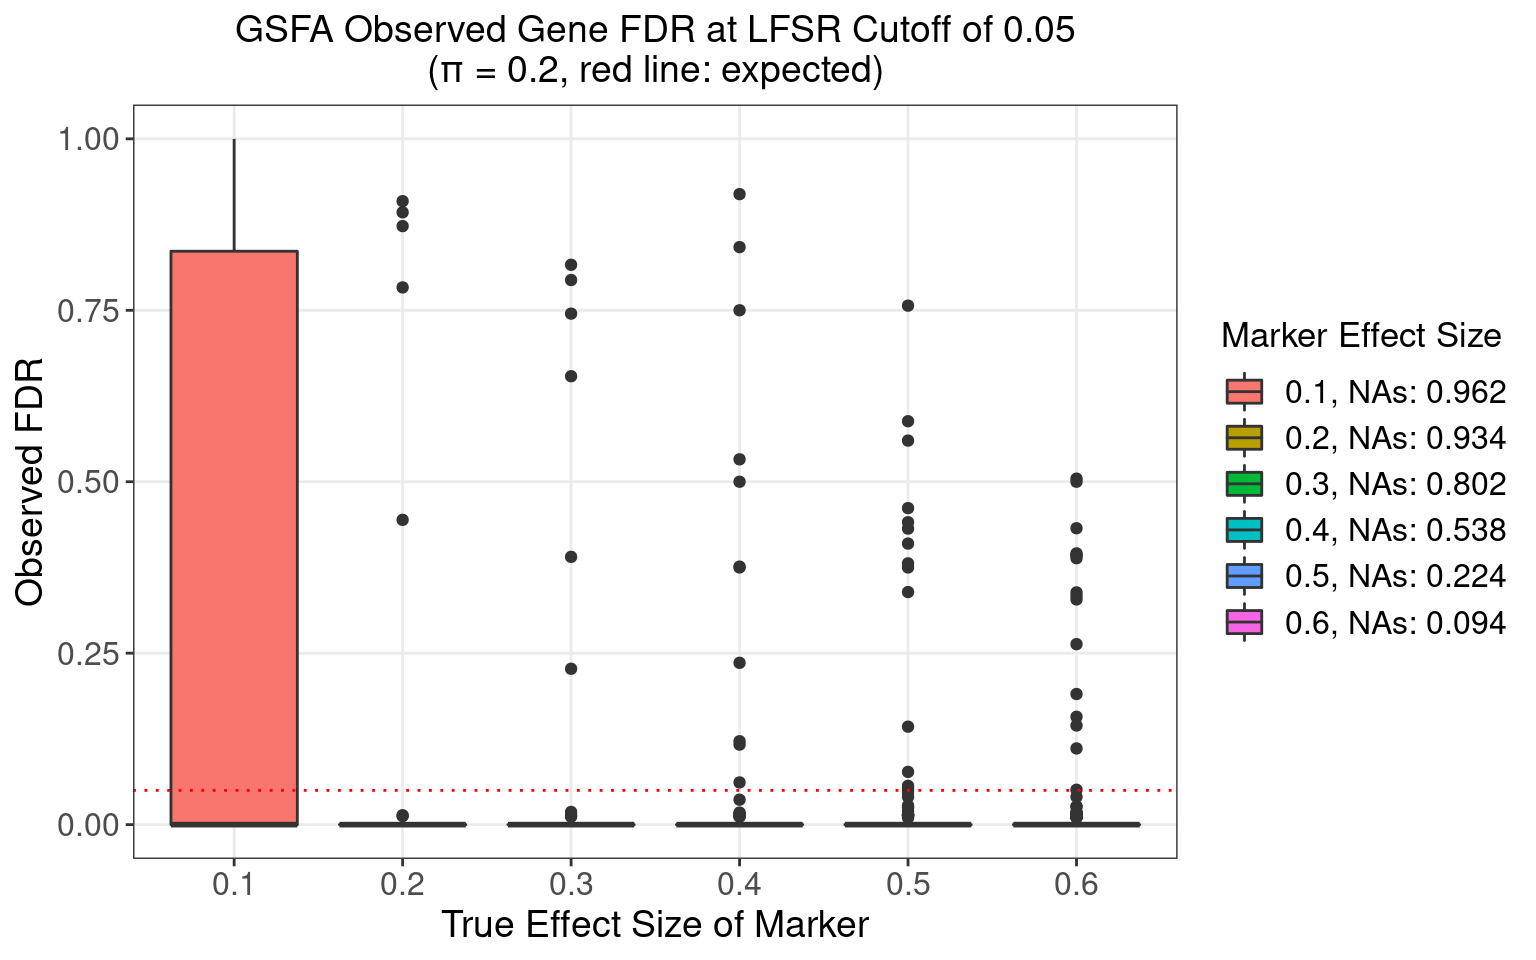 GSFA Observed Gene FDR at LFSR Cutoff of 0.05
(π = 0.2, red line: expected)
Observed FDR
1.00
0.75
0.50
0.25
0.00
0.1
0.2
0.3
0.4
0.5
0.6
True Effect Size of Marker
Marker Effect Size
0.1, NAs: 0.962
0.2, NAs: 0.934
0.3, NAs: 0.802
0.4, NAs: 0.538
0.5, NAs: 0.224
0.6, NAs: 0.094